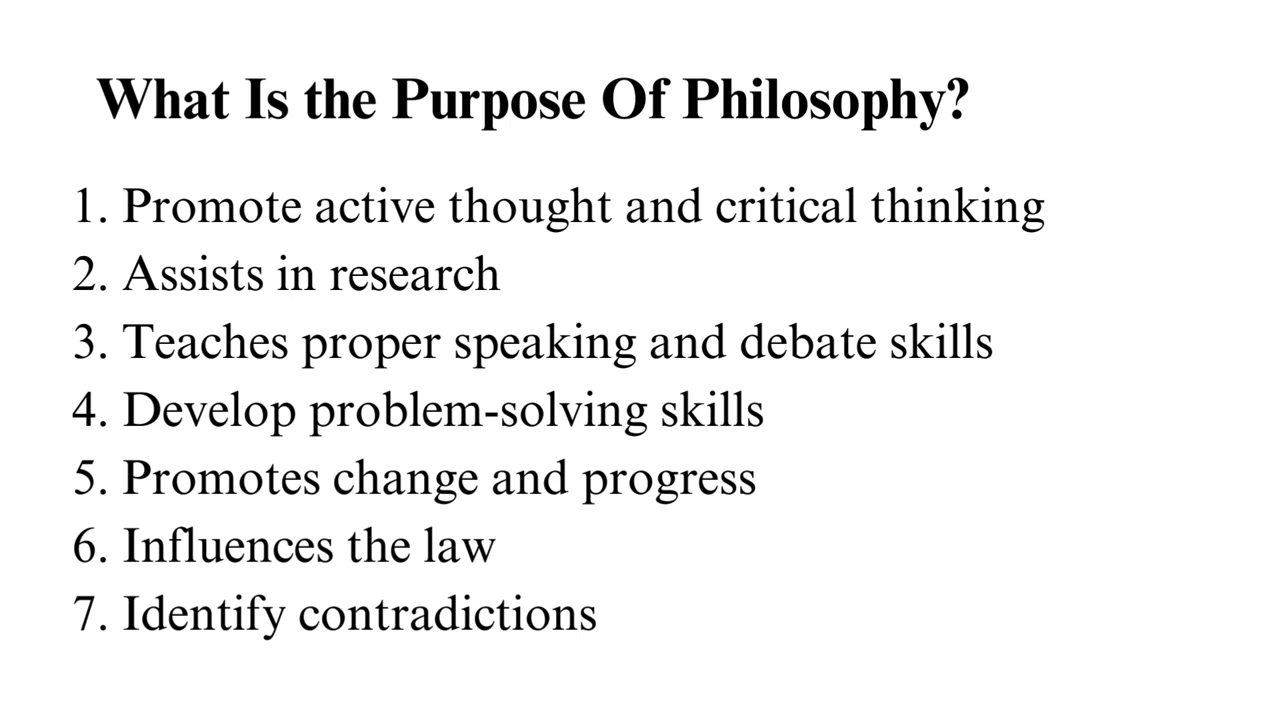 What Is the Purpose Of Philosophy?
1. Promote active thought and critical thinking
2. Assists in research
3. Teaches proper speaking and debate skills
4. Develop problem-solving skills
5. Promotes change and progress
6. Influences the law
7. Identify contradictions